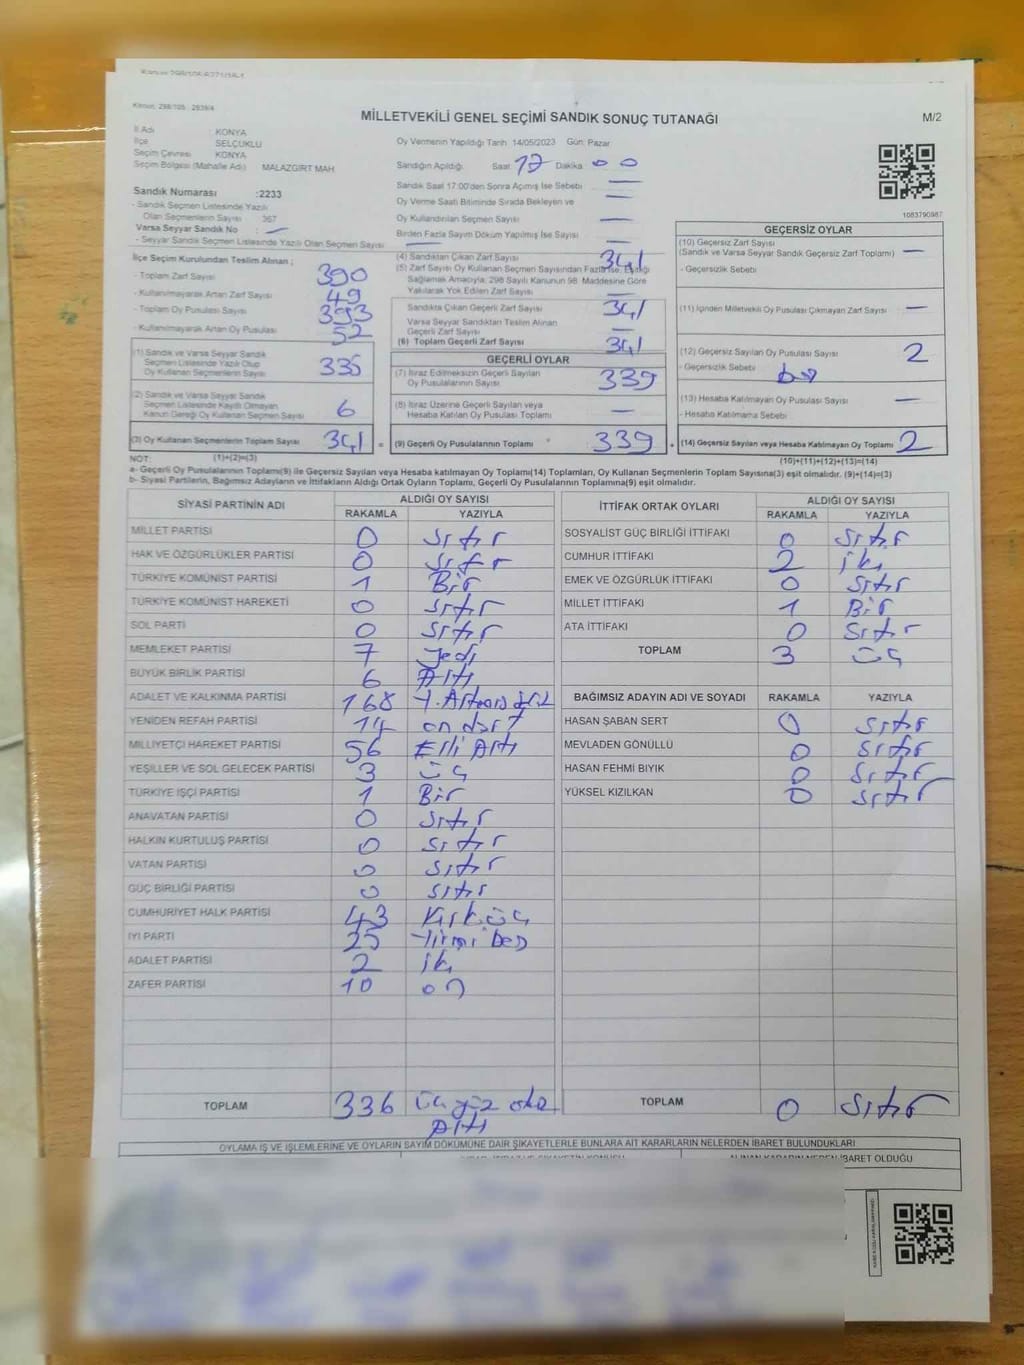 Kanun: 298/105 : 2839/4
MİLLETVEKİLİ GENEL SEÇİMİ SANDIK SONUÇ TUTANAĞI
M/2
İl Adı : KONYA
İlçe : SELÇUKLU
Seçim Çevresi : KONYA
Seçim Bölgesi (Mahalle Adı) MALAZGİRT MAH
Oy Vermenin Yapıldığı Tarih 14/05/2023 Gün: Pazar
Sandığın Açıldığı: Saat 17 Dakika 00
Sandık Saat 17:00'den Sonra Açılmış İse Sebebi —
Oy Verme Saati Bitiminde Sırada Bekleyen ve
Oy Kullandırılan Seçmen Sayısı —
Birden Fazla Sayım Döküm Yapılmış İse Sayısı —
1083790987
Sandık Numarası :2233
- Sandık Seçmen Listesinde Yazılı
Olan Seçmenlerin Sayısı 367
Varsa Seyyar Sandık No : —
- Seyyar Sandık Seçmen Listesinde Yazılı Olan Seçmen Sayısı —
İlçe Seçim Kurulundan Teslim Alınan ;
- Toplam Zarf Sayısı 390
- Kullanılmayarak Artan Zarf Sayısı 49
- Toplam Oy Pusulası Sayısı 393
- Kullanılmayarak Artan Oy Pusulası 52
(1) Sandık ve Varsa Seyyar Sandık
Seçmen Listesinde Yazılı Olup
Oy Kullanan Seçmenlerin Sayısı 335
(2) Sandık ve Varsa Seyyar Sandık
Seçmen Listesinde Kayıtlı Olmayan
Kanun Gereği Oy Kullanan Seçmen Sayısı 6
(3) Oy Kullanan Seçmenlerin Toplam Sayısı 341 =
(4) Sandıktan Çıkan Zarf Sayısı 341
(5) Zarf Sayısı Oy Kullanan Seçmen Sayısından Fazla ise, Eşitliği
Sağlamak Amacıyla; 298 Sayılı Kanunun 98. Maddesine Göre
Yakılarak Yok Edilen Zarf Sayısı —
Sandıkta Çıkan Geçerli Zarf Sayısı 341
Varsa Seyyar Sandıktan Teslim Alınan
Geçerli Zarf Sayısı —
(6) Toplam Geçerli Zarf Sayısı 341
GEÇERLİ OYLAR
(7) İtiraz Edilmeksizin Geçerli Sayılan
Oy Pusulalarının Sayısı 339
(8) İtiraz Üzerine Geçerli Sayılan veya
Hesaba Katılan Oy Pusulası Toplamı —
(9) Geçerli Oy Pusulalarının Toplamı 339 +
GEÇERSİZ OYLAR
(10) Geçersiz Zarf Sayısı
(Sandık ve Varsa Seyyar Sandık Geçersiz Zarf Toplamı) —
- Geçersizlik Sebebi
(11) İçinden Milletvekili Oy Pusulası Çıkmayan Zarf Sayısı —
(12) Geçersiz Sayılan Oy Pusulası Sayısı 2
- Geçersizlik Sebebi
(13) Hesaba Katılmayan Oy Pusulası Sayısı —
- Hesaba Katılmama Sebebi
(14) Geçersiz Sayılan veya Hesaba Katılmayan Oy Toplamı 2
NOT: (1)+(2)=(3) (10)+(11)+(12)+(13)=(14)
a- Geçerli Oy Pusulalarının Toplamı(9) ile Geçersiz Sayılan veya Hesaba katılmayan Oy Toplamı(14) Toplamları, Oy Kullanan Seçmenlerin Toplam Sayısına(3) eşit olmalıdır. (9)+(14)=(3)
b- Siyasi Partilerin, Bağımsız Adayların ve İttifakların Aldığı Ortak Oyların Toplamı, Geçerli Oy Pusulalarının Toplamına(9) eşit olmalıdır.
SİYASİ PARTİNİN ADI ALDIĞI OY SAYISI
RAKAMLA YAZIYLA
MİLLET PARTİSİ 0 Sıfır
HAK VE ÖZGÜRLÜKLER PARTİSİ 0 Sıfır
TÜRKİYE KOMÜNİST PARTİSİ 1 Bir
TÜRKİYE KOMÜNİST HAREKETİ 0 Sıfır
SOL PARTİ 0 Sıfır
MEMLEKET PARTİSİ 7 Yedi
BÜYÜK BİRLİK PARTİSİ 6 Altı
ADALET VE KALKINMA PARTİSİ 168
YENİDEN REFAH PARTİSİ 14 on dört
MİLLİYETÇİ HAREKET PARTİSİ 56 Elli Altı
YEŞİLLER VE SOL GELECEK PARTİSİ 3 üç
TÜRKİYE İŞÇİ PARTİSİ 1 Bir
ANAVATAN PARTİSİ 0 Sıfır
HALKIN KURTULUŞ PARTİSİ 0 Sıfır
VATAN PARTİSİ 0 Sıfır
GÜÇ BİRLİĞİ PARTİSİ 0 Sıfır
CUMHURİYET HALK PARTİSİ 43 Kırk üç
İYİ PARTİ 25 Yirmi beş
ADALET PARTİSİ 2 iki
ZAFER PARTİSİ 10 on
TOPLAM 336 üç yüz otuz
Altı
İTTİFAK ORTAK OYLARI ALDIĞI OY SAYISI
RAKAMLA YAZIYLA
SOSYALİST GÜÇ BİRLİĞİ İTTİFAKI 0 Sıfır
CUMHUR İTTİFAKI 2 iki
EMEK VE ÖZGÜRLÜK İTTİFAKI 0 Sıfır
MİLLET İTTİFAKI 1 Bir
ATA İTTİFAKI 0 Sıfır
TOPLAM 3 üç
BAĞIMSIZ ADAYIN ADI VE SOYADI RAKAMLA YAZIYLA
HASAN ŞABAN SERT 0 Sıfır
MEVLADEN GÖNÜLLÜ 0 Sıfır
HASAN FEHMİ BIYIK 0 Sıfır
YÜKSEL KIZILKAN 0 Sıfır
TOPLAM 0 Sıfır
OYLAMA İŞ VE İŞLEMLERİNE VE OYLARIN SAYIM DÖKÜMÜNE DAİR ŞİKAYETLERLE BUNLARA AİT KARARLARIN NELERDEN İBARET BULUNDUKLARI
ALINAN KARARIN NEDEN İBARET OLDUĞU